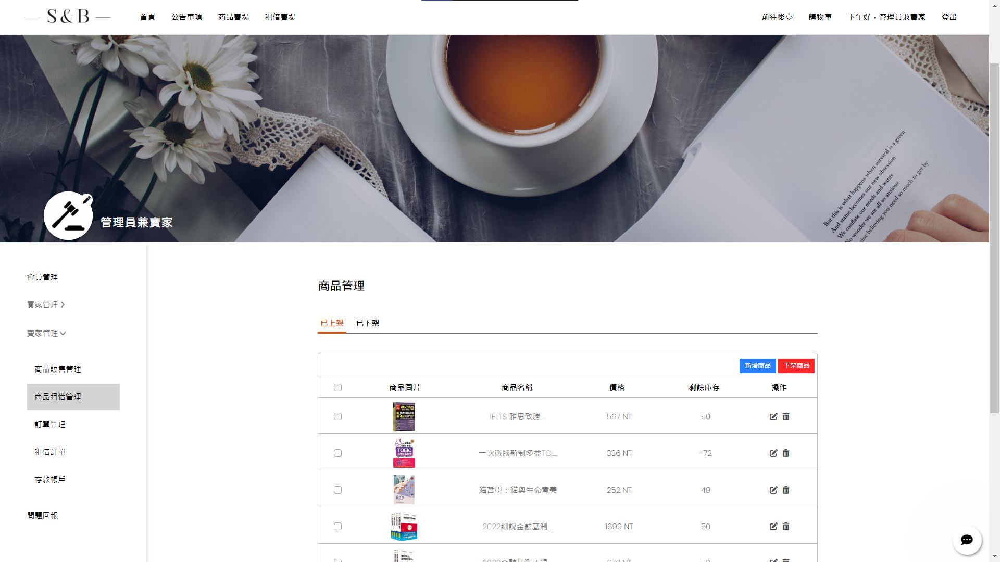 S & B
首頁 公告事項 商品賣場 租借賣場
前往後臺 購物車 下午好，管理員兼賣家 登出
But this is what happens when survival is a given
And status becomes our new obsession
We conflate our needs and wants
No wonder we are all so anxious
believing you need so much to get by
管理員兼賣家
會員管理
買家管理
賣家管理
商品販售管理
商品租借管理
訂單管理
租借訂單
存款帳戶
問題回報
商品管理
已上架 已下架
新增商品 下架商品
商品圖片 商品名稱 價格 剩餘庫存 操作
IELTS
IELTS 雅思致勝..... 567 NT 50
TOEIC
一次戰勝新制多益TO..... 336 NT -72
貓哲學
貓哲學：貓與生命意義 252 NT 49
2022細說金融基測..... 1699 NT 50